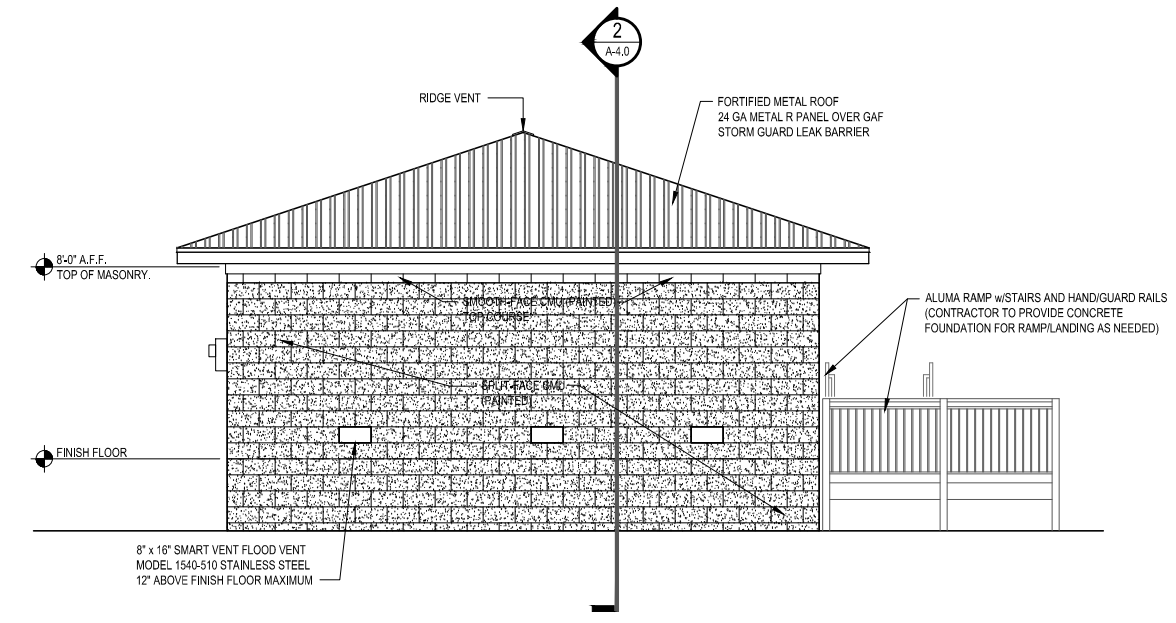 2
A-4.0
RIDGE VENT
FORTIFIED METAL ROOF
24 GA METAL R PANEL OVER GAF
STORM GUARD LEAK BARRIER
8'-0" A.F.F.
TOP OF MASONRY.
SMOOTH-FACE CMU (PAINTED)
TOP COURSE
ALUMA RAMP w/STAIRS AND HAND/GUARD RAILS
(CONTRACTOR TO PROVIDE CONCRETE
FOUNDATION FOR RAMP/LANDING AS NEEDED)
SPLIT-FACE CMU
(PAINTED)
FINISH FLOOR
8" x 16" SMART VENT FLOOD VENT
MODEL 1540-510 STAINLESS STEEL
12" ABOVE FINISH FLOOR MAXIMUM